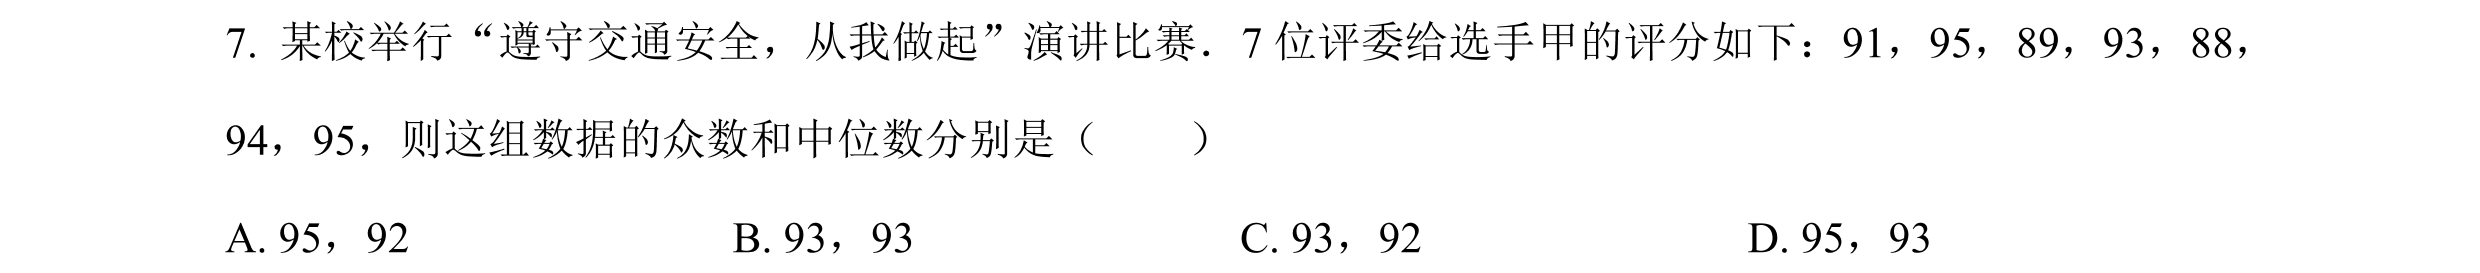 7. 某校举行“遵守交通安全，从我做起”演讲比赛．7 位评委给选手甲的评分如下：91，95，89，93，88，
94，95，则这组数据的众数和中位数分别是（　　）
A. 95，92 B. 93，93 C. 93，92 D. 95，93